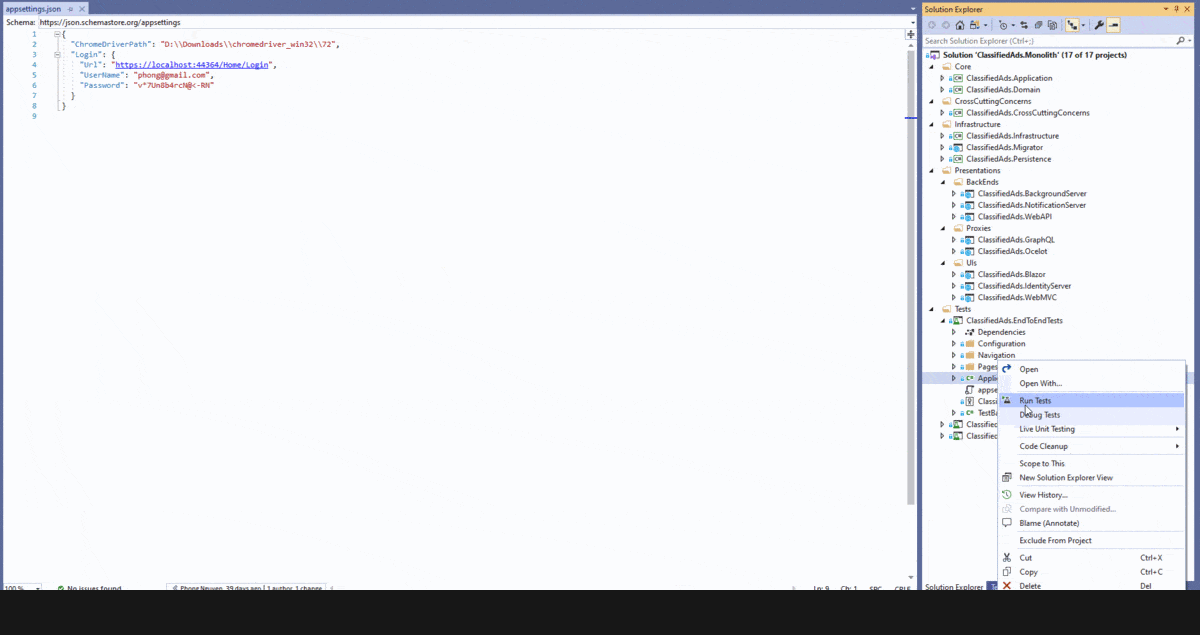 appsettings.json
Schema: https://json.schemastore.org/appsettings
1 {
2 "ChromeDriverPath": "D:\\Downloads\\chromedriver_win32\\72",
3 "Login": {
4 "Url": "https://localhost:44364/Home/Login",
5 "UserName": "phong@gmail.com",
6 "Password": "v*7Un8b4rcN@<-RN"
7 }
8 }
9
100 %
No issues found
Phong Nguyen, 39 days ago | 1 author, 1 change
Ln: 9 Ch: 1 SPC CRLF
Solution Explorer
Search Solution Explorer (Ctrl+;)
Solution 'ClassifiedAds.Monolith' (17 of 17 projects)
Core
ClassifiedAds.Application
ClassifiedAds.Domain
CrossCuttingConcerns
ClassifiedAds.CrossCuttingConcerns
Infrastructure
ClassifiedAds.Infrastructure
ClassifiedAds.Migrator
ClassifiedAds.Persistence
Presentations
BackEnds
ClassifiedAds.BackgroundServer
ClassifiedAds.NotificationServer
ClassifiedAds.WebAPI
Proxies
ClassifiedAds.GraphQL
ClassifiedAds.Ocelot
UIs
ClassifiedAds.Blazor
ClassifiedAds.IdentityServer
ClassifiedAds.WebMVC
Tests
ClassifiedAds.EndToEndTests
Dependencies
Configuration
Navigation
Pages
Applic
appse
Classi
TestBa
Classified
Classified
Open
Open With...
Run Tests
Debug Tests
Live Unit Testing
Code Cleanup
Scope to This
New Solution Explorer View
View History...
Compare with Unmodified...
Blame (Annotate)
Exclude From Project
Cut Ctrl+X
Copy Ctrl+C
Delete Del
Solution Explorer